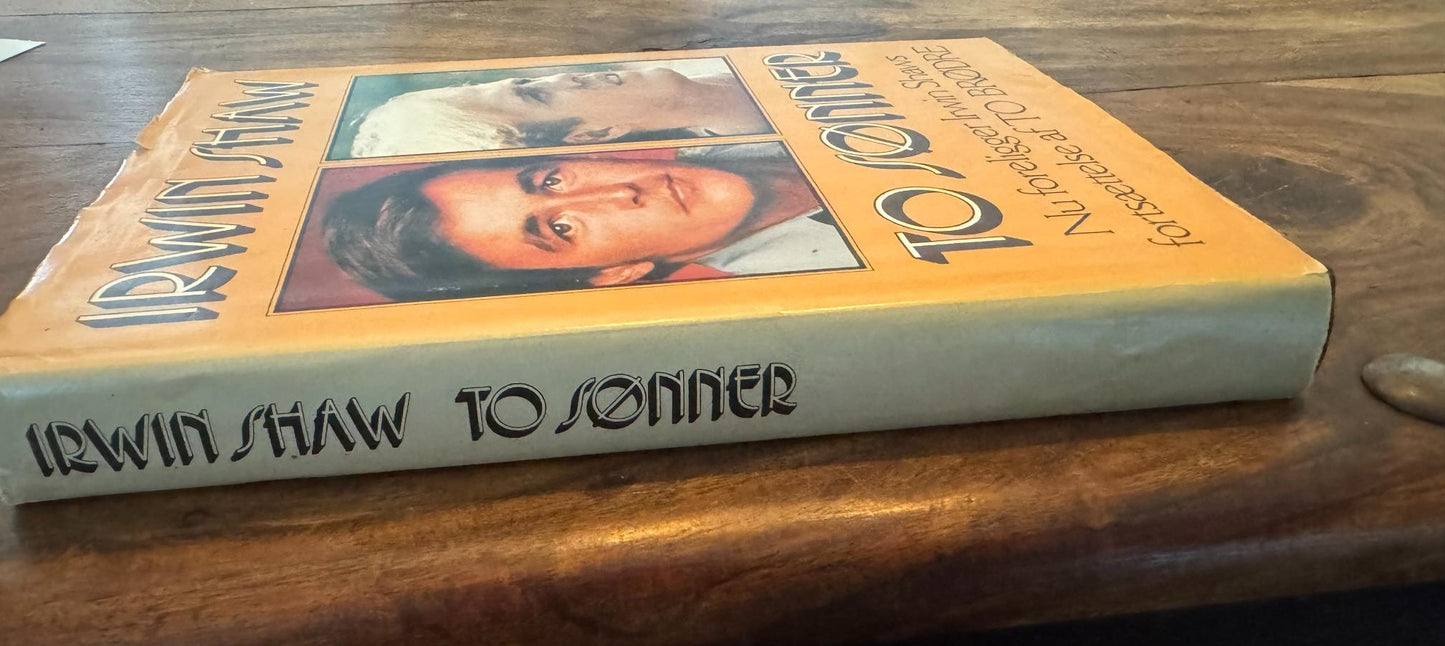 IRWIN SHAW
TO SØNNER
Nu foreligger Irwin Shaws
fortsættelse af TO BRØDRE
IRWIN SHAW TO SØNNER